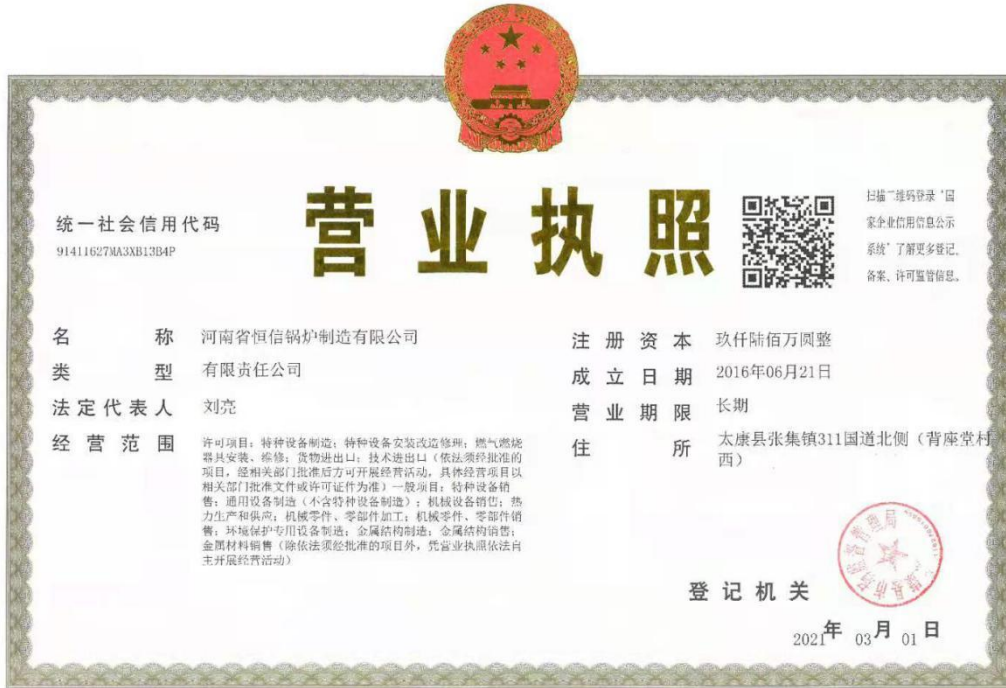 营业执照
统一社会信用代码
91411627MA3XB13B4P
扫描二维码登录"国
家企业信用信息公示
系统"了解更多登记、
备案、许可监管信息。
名称 河南省恒信锅炉制造有限公司
类型 有限责任公司
法定代表人 刘亮
经营范围 许可项目：特种设备制造；特种设备安装改造修理；燃气燃烧
器具安装、维修；货物进出口；技术进出口（依法须经批准的
项目，经相关部门批准后方可开展经营活动，具体经营项目以
相关部门批准文件或许可证件为准）一般项目：特种设备销
售；通用设备制造（不含特种设备制造）；机械设备销售；热
力生产和供应；机械零件、零部件加工；机械零件、零部件销
售；环境保护专用设备制造；金属结构制造；金属结构销售；
金属材料销售（除依法须经批准的项目外，凭营业执照依法自
主开展经营活动）
注册资本 玖仟陆佰万圆整
成立日期 2016年06月21日
营业期限 长期
住所 太康县张集镇311国道北侧（背座堂村
西）
登记机关
太康县市场监督管理局
2021年03月01日